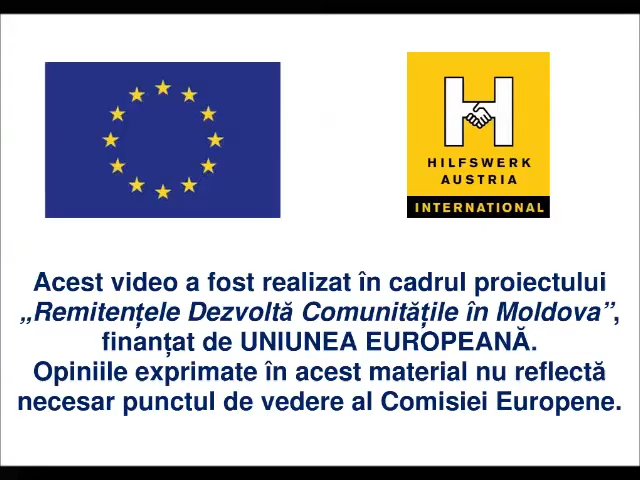 HILFSWERK
AUSTRIA
INTERNATIONAL
Acest video a fost realizat în cadrul proiectului
„Remitențele Dezvoltă Comunitățile în Moldova”,
finanțat de UNIUNEA EUROPEANĂ.
Opiniile exprimate în acest material nu reflectă
necesar punctul de vedere al Comisiei Europene.